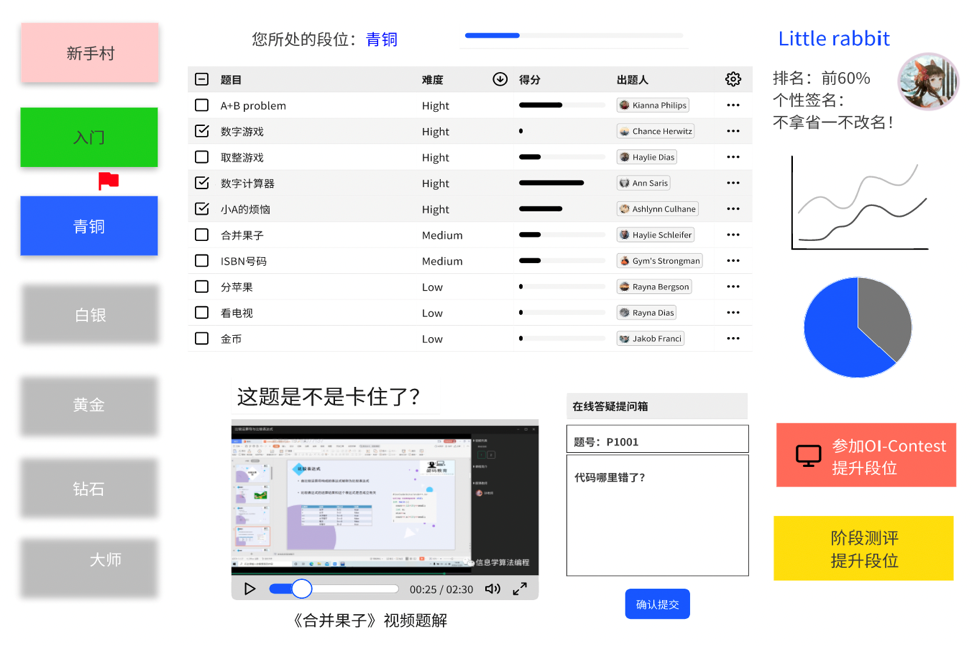 新手村
入门
青铜
白银
黄金
钻石
大师
您所处的段位：青铜
题目 难度 得分 出题人
A+B problem Hight Kianna Philips
数字游戏 Hight Chance Herwitz
取整游戏 Hight Haylie Dias
数字计算器 Hight Ann Saris
小A的烦恼 Hight Ashlynn Culhane
合并果子 Medium Haylie Schleifer
ISBN号码 Medium Gym's Strongman
分苹果 Low Rayna Bergson
看电视 Low Rayna Dias
金币 Low Jakob Franci
这题是不是卡住了？
信息学算法编程
00:25 / 02:30
《合并果子》视频题解
在线答疑提问箱
题号：P1001
代码哪里错了？
确认提交
Little rabbit
排名：前60%
个性签名：
不拿省一不改名！
参加OI-Contest
提升段位
阶段测评
提升段位